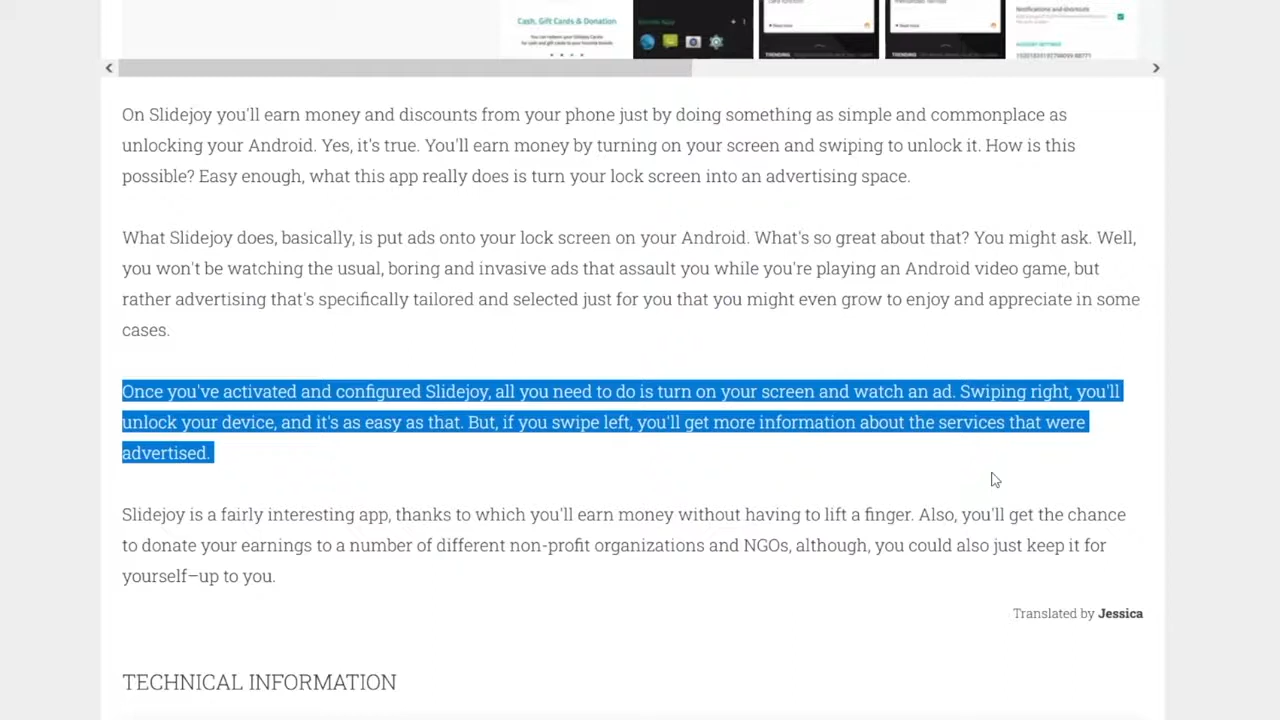 Cash, Gift Cards & Donation
Notifications and shortcuts
Read more
Read more
TRENDING
TRENDING
ACCOUNT SETTINGS
On Slidejoy you'll earn money and discounts from your phone just by doing something as simple and commonplace as
unlocking your Android. Yes, it's true. You'll earn money by turning on your screen and swiping to unlock it. How is this
possible? Easy enough, what this app really does is turn your lock screen into an advertising space.
What Slidejoy does, basically, is put ads onto your lock screen on your Android. What's so great about that? You might ask. Well,
you won't be watching the usual, boring and invasive ads that assault you while you're playing an Android video game, but
rather advertising that's specifically tailored and selected just for you that you might even grow to enjoy and appreciate in some
cases.
Once you've activated and configured Slidejoy, all you need to do is turn on your screen and watch an ad. Swiping right, you'll
unlock your device, and it's as easy as that. But, if you swipe left, you'll get more information about the services that were
advertised.
Slidejoy is a fairly interesting app, thanks to which you'll earn money without having to lift a finger. Also, you'll get the chance
to donate your earnings to a number of different non-profit organizations and NGOs, although, you could also just keep it for
yourself–up to you.
Translated by Jessica
TECHNICAL INFORMATION